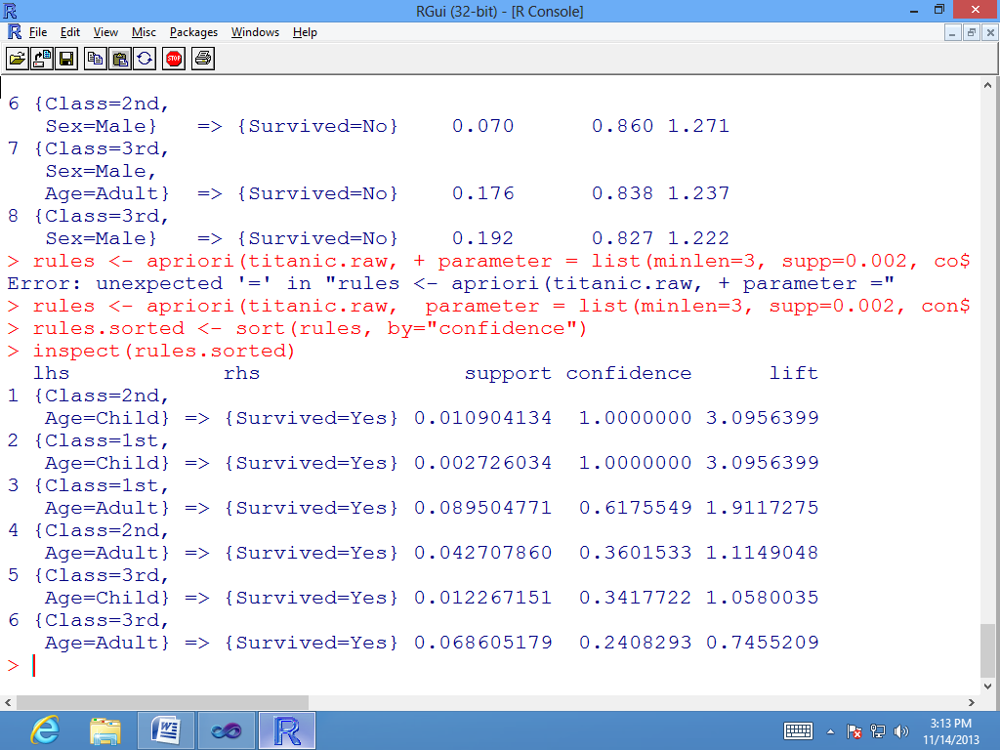 RGui (32-bit) - [R Console]
File Edit View Misc Packages Windows Help
STOP
6 {Class=2nd,
Sex=Male} => {Survived=No} 0.070 0.860 1.271
7 {Class=3rd,
Sex=Male,
Age=Adult} => {Survived=No} 0.176 0.838 1.237
8 {Class=3rd,
Sex=Male} => {Survived=No} 0.192 0.827 1.222
> rules <- apriori(titanic.raw, + parameter = list(minlen=3, supp=0.002, co$
Error: unexpected '=' in "rules <- apriori(titanic.raw, + parameter ="
> rules <- apriori(titanic.raw,  parameter = list(minlen=3, supp=0.002, con$
> rules.sorted <- sort(rules, by="confidence")
> inspect(rules.sorted)
lhs rhs support confidence lift
1 {Class=2nd,
Age=Child} => {Survived=Yes} 0.010904134 1.0000000 3.0956399
2 {Class=1st,
Age=Child} => {Survived=Yes} 0.002726034 1.0000000 3.0956399
3 {Class=1st,
Age=Adult} => {Survived=Yes} 0.089504771 0.6175549 1.9117275
4 {Class=2nd,
Age=Adult} => {Survived=Yes} 0.042707860 0.3601533 1.1149048
5 {Class=3rd,
Age=Child} => {Survived=Yes} 0.012267151 0.3417722 1.0580035
6 {Class=3rd,
Age=Adult} => {Survived=Yes} 0.068605179 0.2408293 0.7455209
>
3:13 PM
11/14/2013